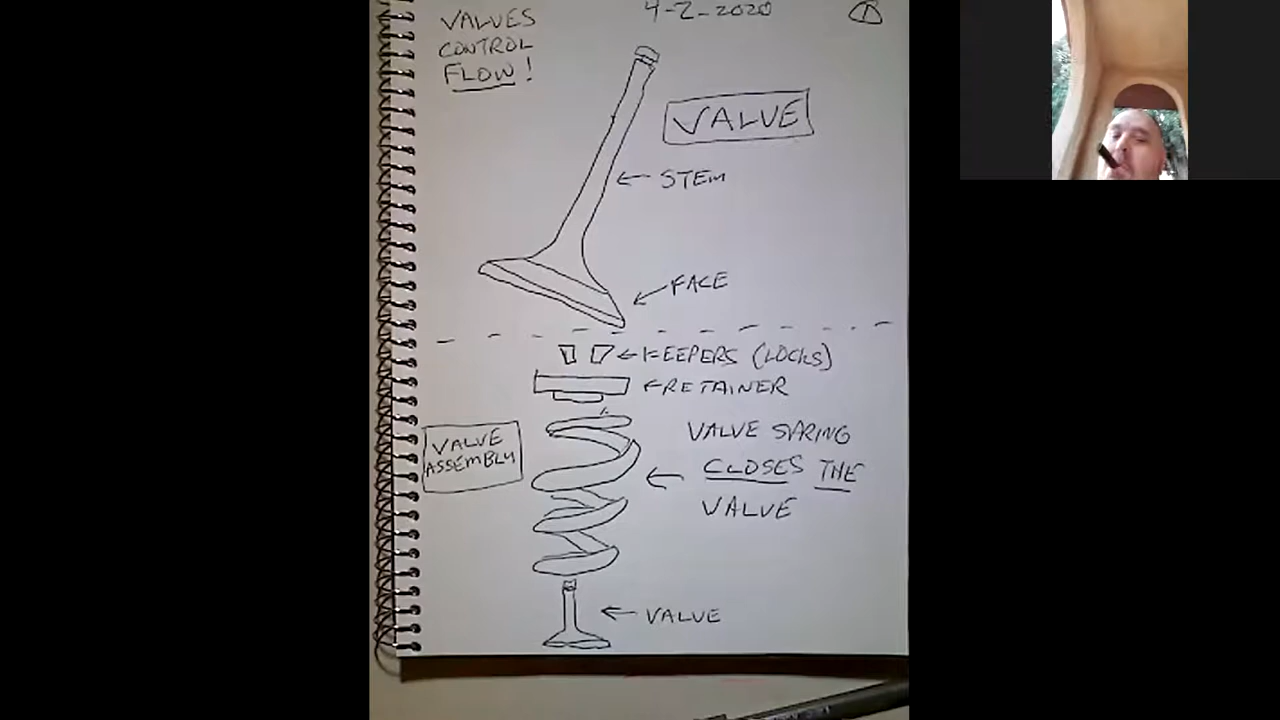 VALVES
CONTROL
FLOW!
4-2-2020
1
VALVE
← STEM
FACE
← KEEPERS (LOCKS)
← RETAINER
VALVE
ASSEMBLY
VALVE SPRING
← CLOSES THE
VALVE
← VALVE